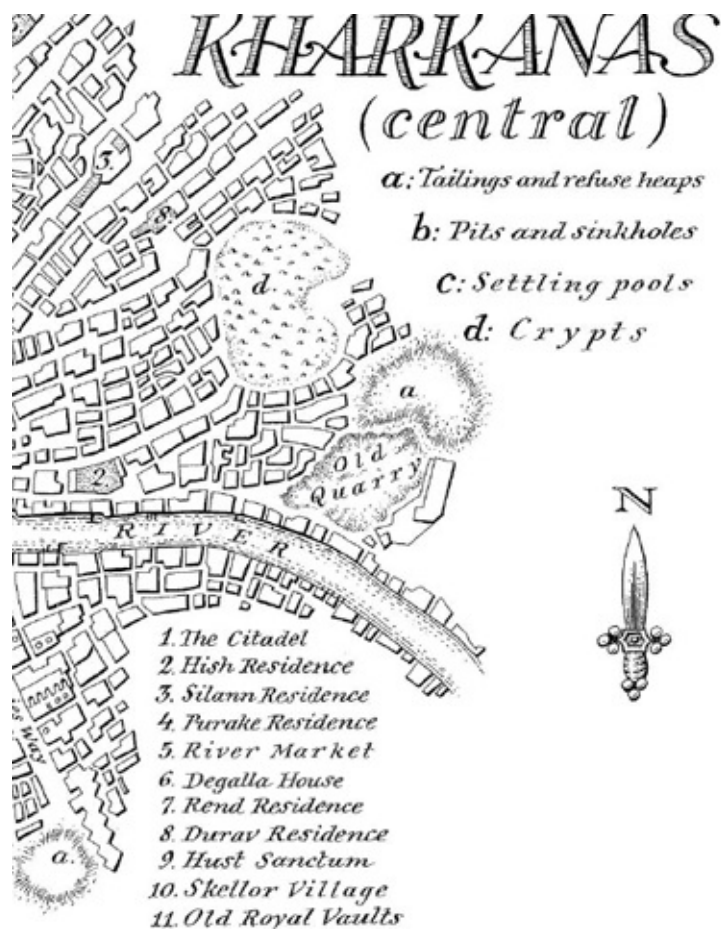 KHARKANAS
(central)
a: Tailings and refuse heaps
b: Pits and sinkholes
c: Settling pools
d: Crypts
3.
8.
d.
a
2
Old
Quarry
N
RIVER
1. The Citadel
2. Hish Residence
3. Silann Residence
4. Purake Residence
5. River Market
6. Degalla House
7. Rend Residence
8. Durav Residence
9. Hust Sanctum
10. Skellor Village
11. Old Royal Vaults
Way
a.